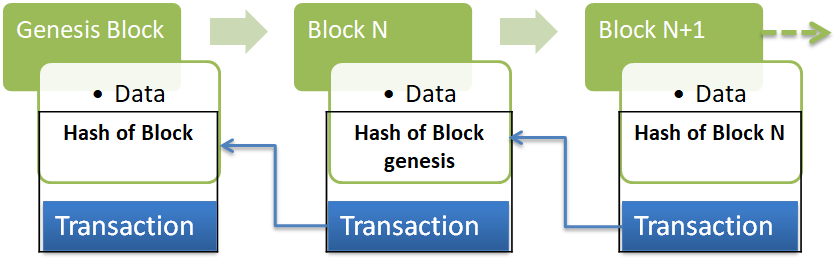 Genesis Block
• Data
Hash of Block
Transaction
Block N
• Data
Hash of Block
genesis
Transaction
Block N+1
• Data
Hash of Block N
Transaction